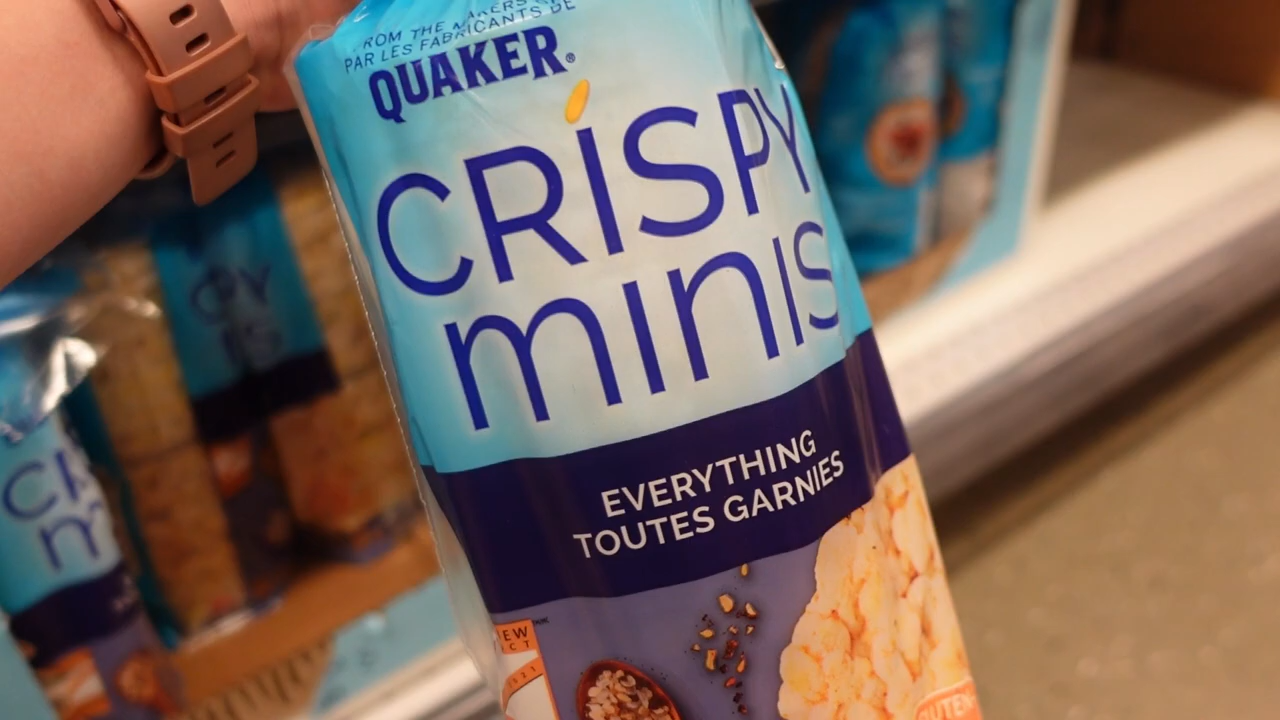 FROM THE MAKERS OF
PAR LES FABRICANTS DE
QUAKER®
CRISPY
MINIS
EVERYTHING
TOUTES GARNIES